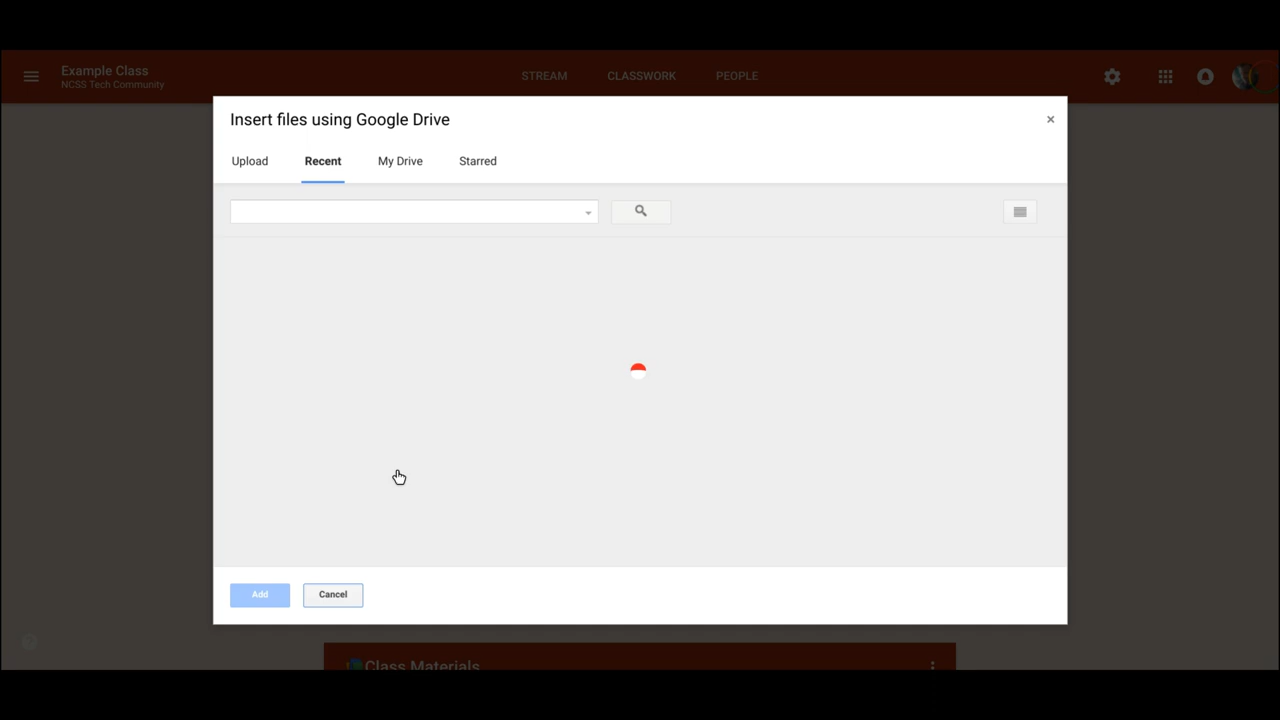 Example Class
NCSS Tech Community
STREAM CLASSWORK PEOPLE
Insert files using Google Drive
Upload Recent My Drive Starred
Add Cancel
Class Materials